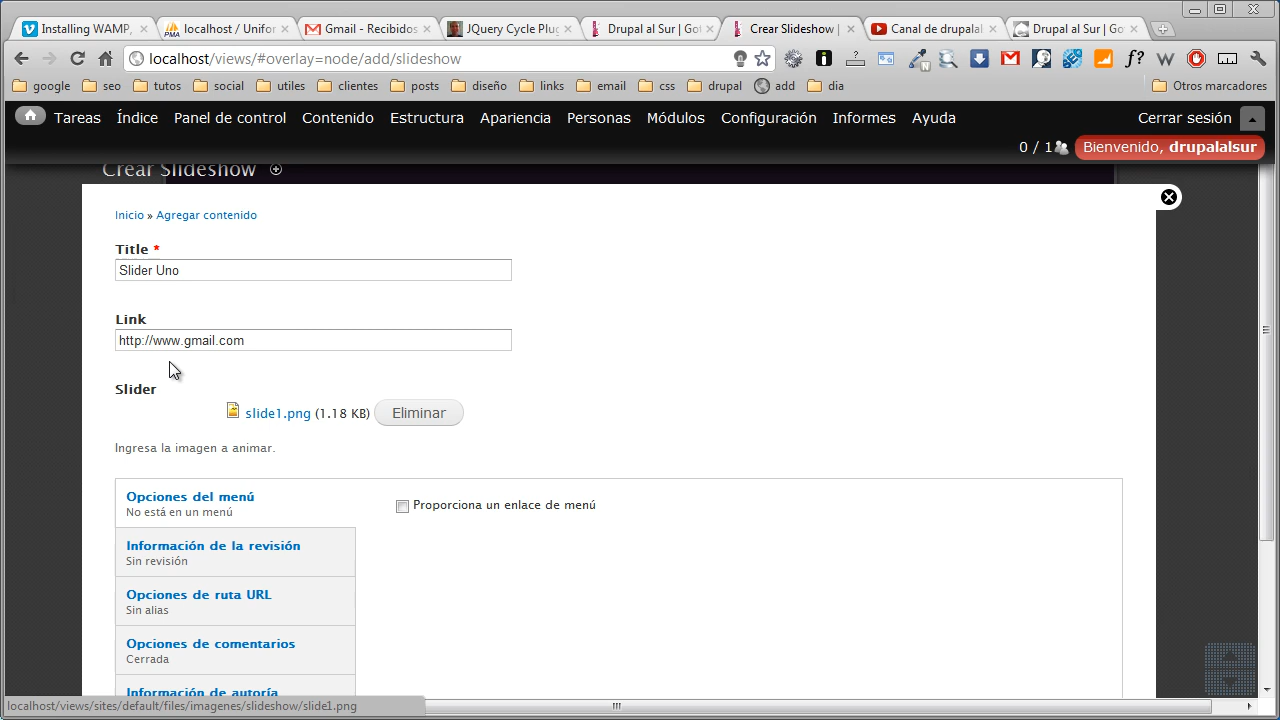 Installing WAMP,
localhost / Unifor
Gmail - Recibidos
JQuery Cycle Plug
Drupal al Sur | Got
Crear Slideshow |
Canal de drupalal
Drupal al Sur | Go
localhost/views/#overlay=node/add/slideshow
google
seo
tutos
social
utiles
clientes
posts
diseño
links
email
css
drupal
add
dia
Otros marcadores
Tareas
Índice
Panel de control
Contenido
Estructura
Apariencia
Personas
Módulos
Configuración
Informes
Ayuda
Cerrar sesión
0 / 1
Bienvenido, drupalalsur
Crear Slideshow
Inicio » Agregar contenido
Title *
Slider Uno
Link
http://www.gmail.com
Slider
slide1.png (1.18 KB)
Eliminar
Ingresa la imagen a animar.
Opciones del menú
No está en un menú
Proporciona un enlace de menú
Información de la revisión
Sin revisión
Opciones de ruta URL
Sin alias
Opciones de comentarios
Cerrada
Información de autoría
localhost/views/sites/default/files/imagenes/slideshow/slide1.png